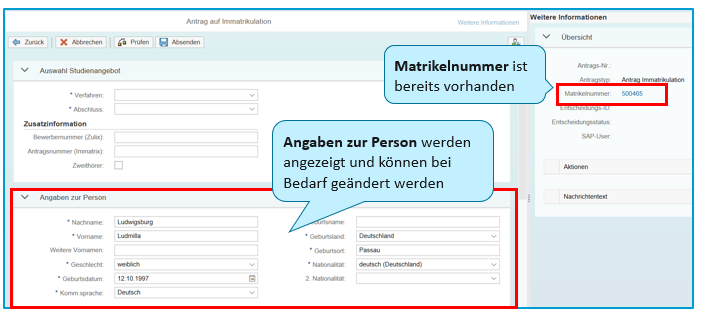 Antrag auf Immatrikulation
Weitere Informationen
Weitere Informationen
Zurück Abbrechen Prüfen Absenden
Übersicht
Auswahl Studienangebot
Matrikelnummer ist
bereits vorhanden
Antrags-Nr.:
Antragstyp: Antrag Immatrikulation
Matrikelnummer: 500465
Entscheidungs-ID:
Entscheidungsstatus:
SAP-User:
* Verfahren:
* Abschluss:
Zusatzinformation
Bewerbernummer (Zulix):
Antragsnummer (Immatrix):
Zweithörer:
Angaben zur Person werden
angezeigt und können bei
Bedarf geändert werden
Aktionen
Nachrichtentext
Angaben zur Person
* Nachname: Ludwigsburg
* Vorname: Ludmilla
Weitere Vornamen:
* Geschlecht: weiblich
* Geburtsdatum: 12.10.1997
* Komm.sprache: Deutsch
* Geburtsland: Deutschland
* Geburtsort: Passau
* Nationalität: deutsch (Deutschland)
2. Nationalität: